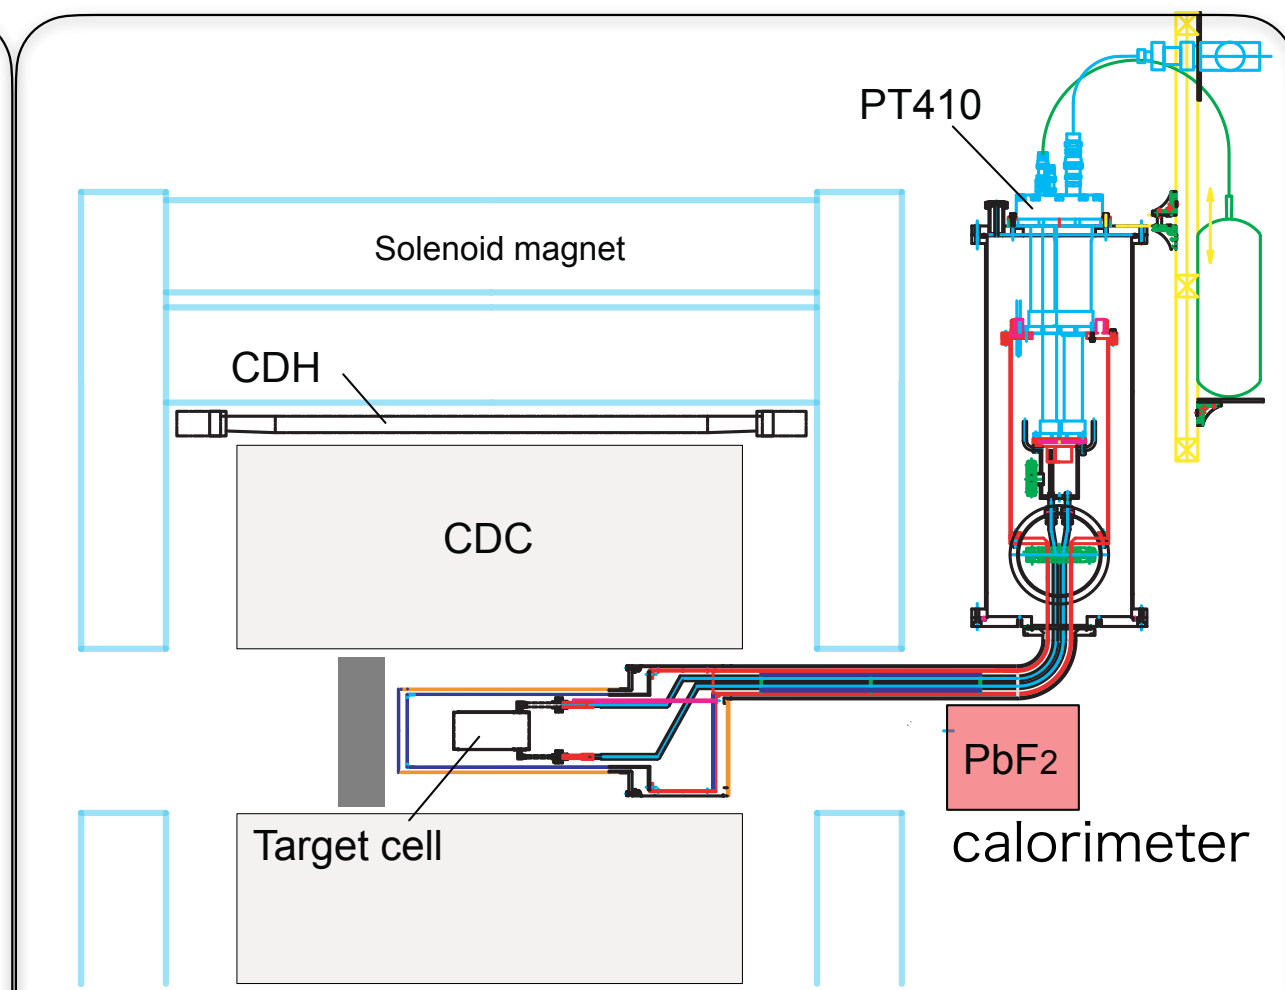 PT410
Solenoid magnet
CDH
CDC
PbF2
Target cell
calorimeter